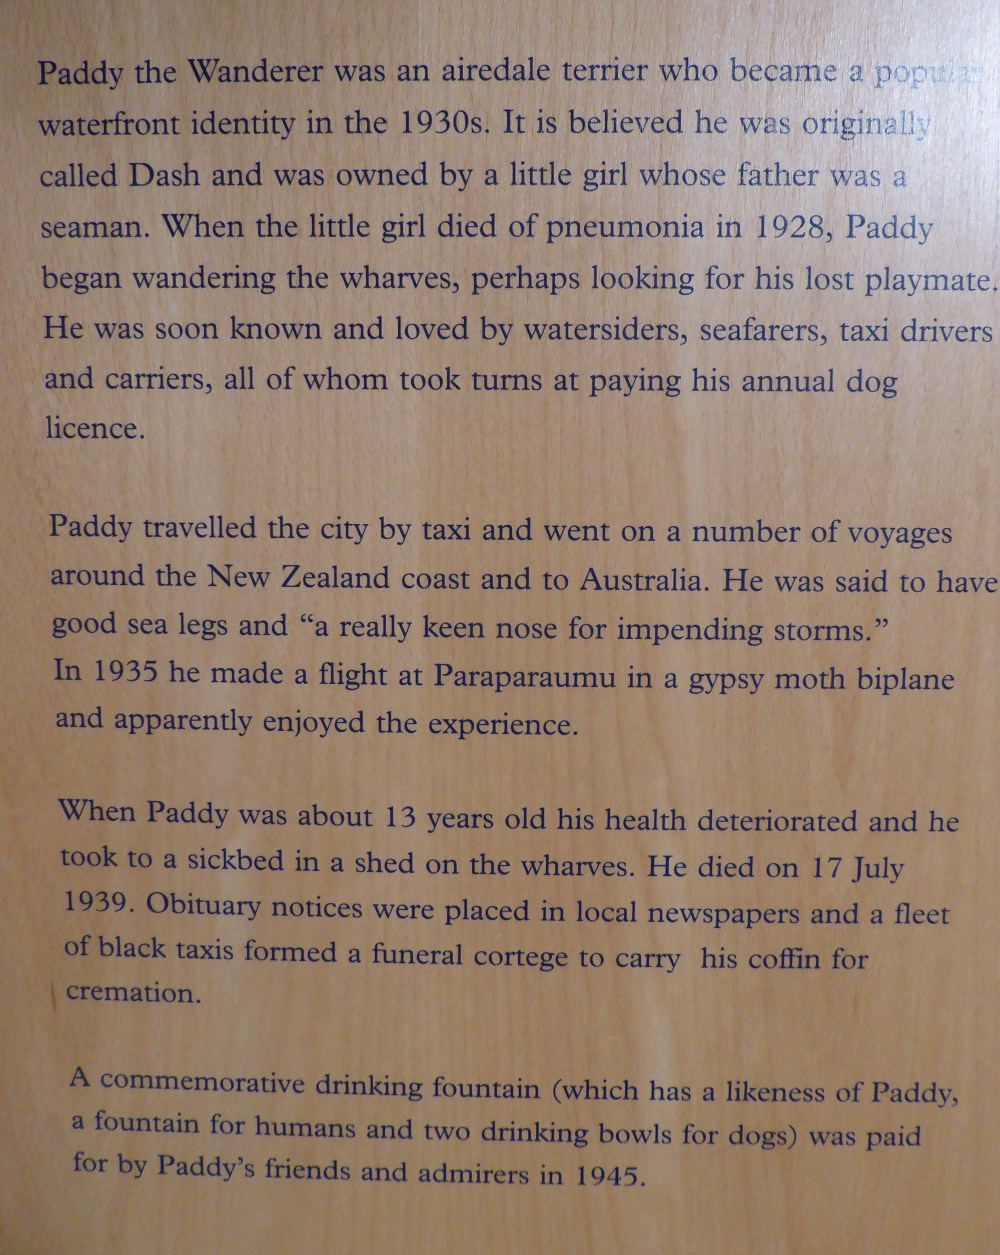 Paddy the Wanderer was an airedale terrier who became a popular
waterfront identity in the 1930s. It is believed he was originally
called Dash and was owned by a little girl whose father was a
seaman. When the little girl died of pneumonia in 1928, Paddy
began wandering the wharves, perhaps looking for his lost playmate.
He was soon known and loved by watersiders, seafarers, taxi drivers
and carriers, all of whom took turns at paying his annual dog
licence.
Paddy travelled the city by taxi and went on a number of voyages
around the New Zealand coast and to Australia. He was said to have
good sea legs and “a really keen nose for impending storms.”
In 1935 he made a flight at Paraparaumu in a gypsy moth biplane
and apparently enjoyed the experience.
When Paddy was about 13 years old his health deteriorated and he
took to a sickbed in a shed on the wharves. He died on 17 July
1939. Obituary notices were placed in local newspapers and a fleet
of black taxis formed a funeral cortege to carry his coffin for
cremation.
A commemorative drinking fountain (which has a likeness of Paddy,
a fountain for humans and two drinking bowls for dogs) was paid
for by Paddy’s friends and admirers in 1945.